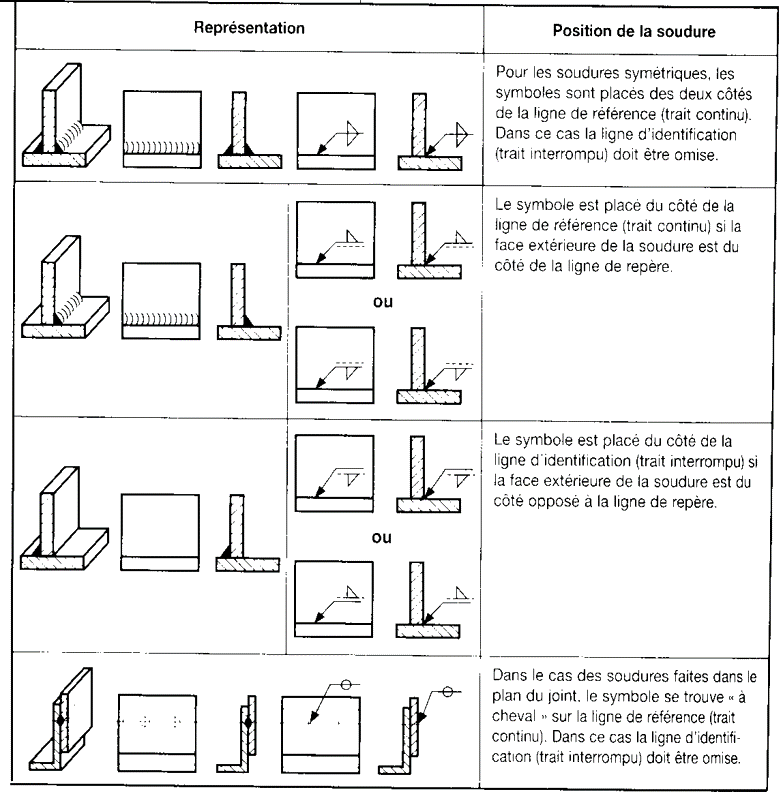 Représentation
Position de la soudure
Pour les soudures symétriques, les
symboles sont placés des deux côtés
de la ligne de référence (trait continu).
Dans ce cas la ligne d'identification
(trait interrompu) doit être omise.
Le symbole est placé du côté de la
ligne de référence (trait continu) si la
face extérieure de la soudure est du
côté de la ligne de repère.
ou
Le symbole est placé du côté de la
ligne d'identification (trait interrompu) si
la face extérieure de la soudure est du
côté opposé à la ligne de repère.
ou
Dans le cas des soudures faites dans le
plan du joint, le symbole se trouve « à
cheval » sur la ligne de référence (trait
continu). Dans ce cas la ligne d'identifi-
cation (trait interrompu) doit être omise.